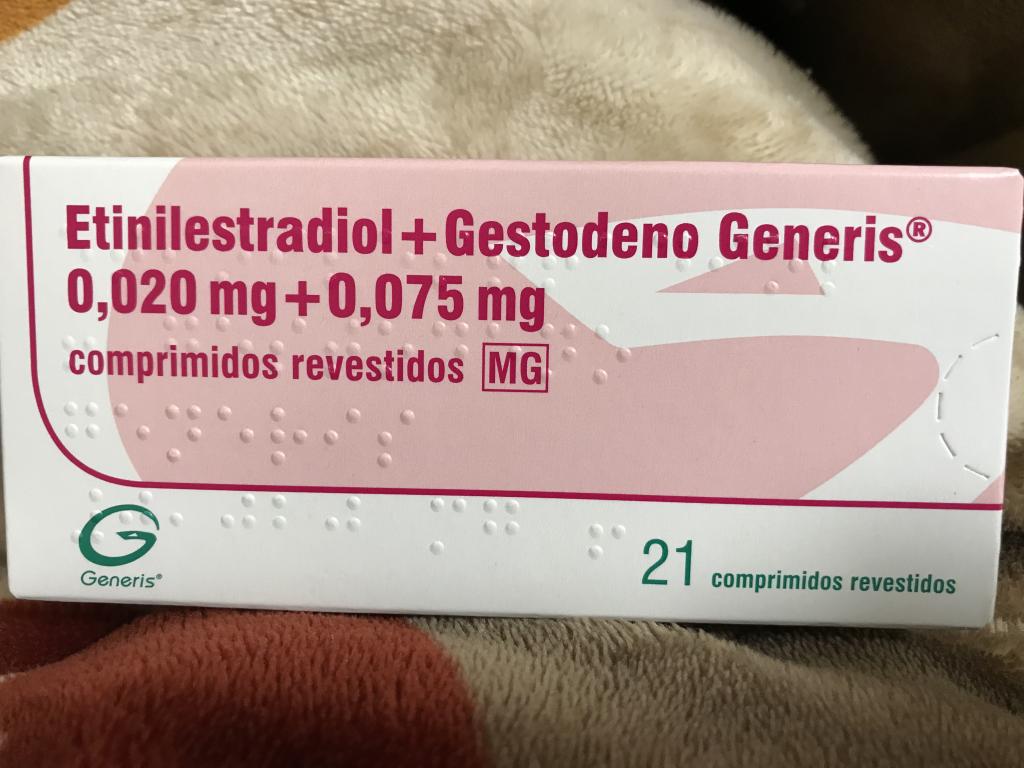 Etinilestradiol + Gestodeno Generis®
0,020 mg + 0,075 mg
comprimidos revestidos MG
Generis®
21 comprimidos revestidos